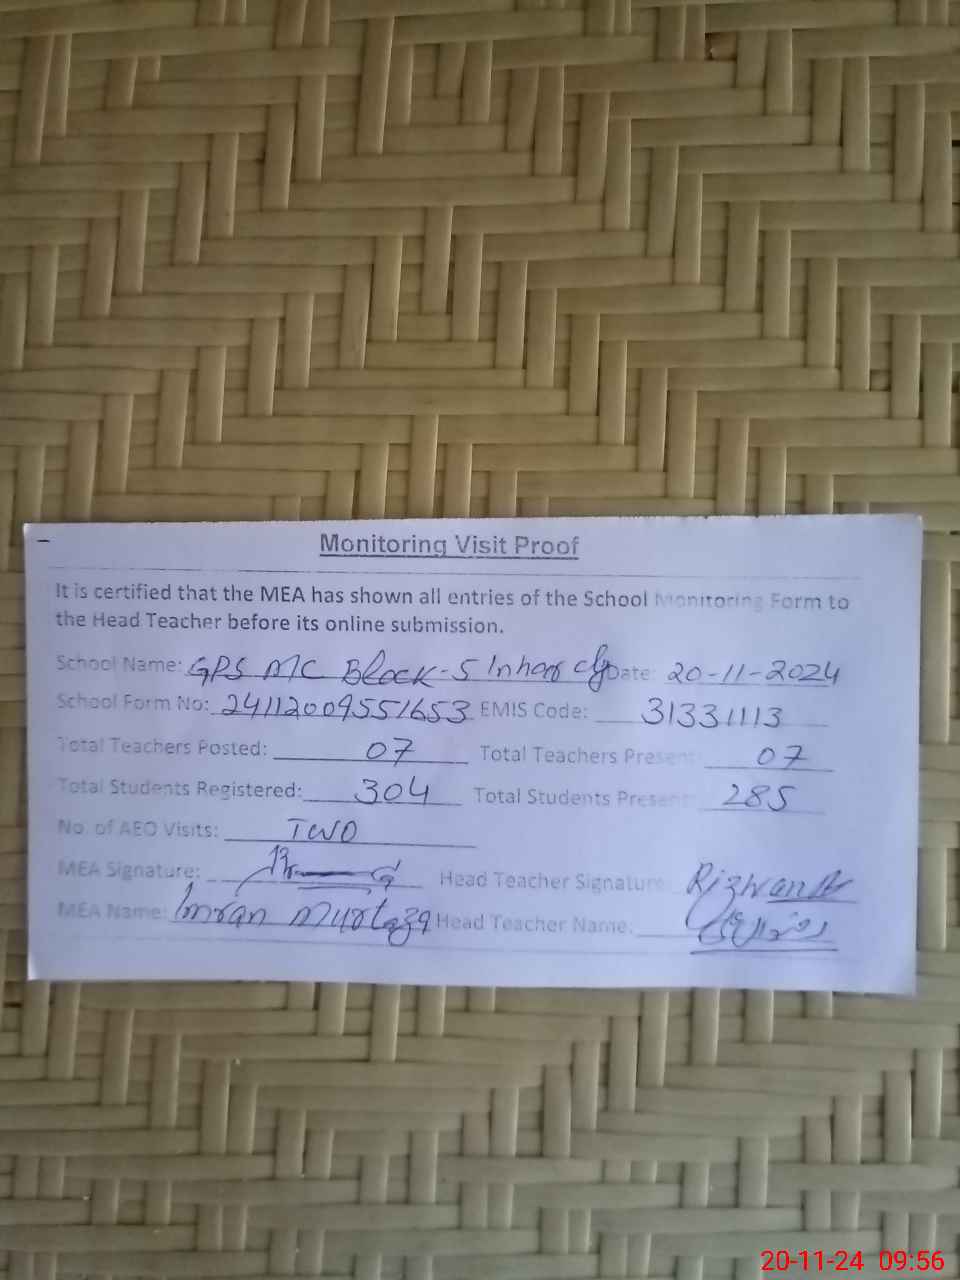 Monitoring Visit Proof
It is certified that the MEA has shown all entries of the School Monitoring Form to
the Head Teacher before its online submission.
School Name: GPS MC Block-5 Date: 20-11-2024
School Form No: 24112009551653 EMIS Code: 31331113
Total Teachers Posted: 07 Total Teachers Present: 07
Total Students Registered: 304 Total Students Present: 285
No. of AEO Visits: TWO
MEA Signature: Head Teacher Signature: Rizwan
MEA Name: Imran Murtaza Head Teacher Name:
20-11-24 09:56